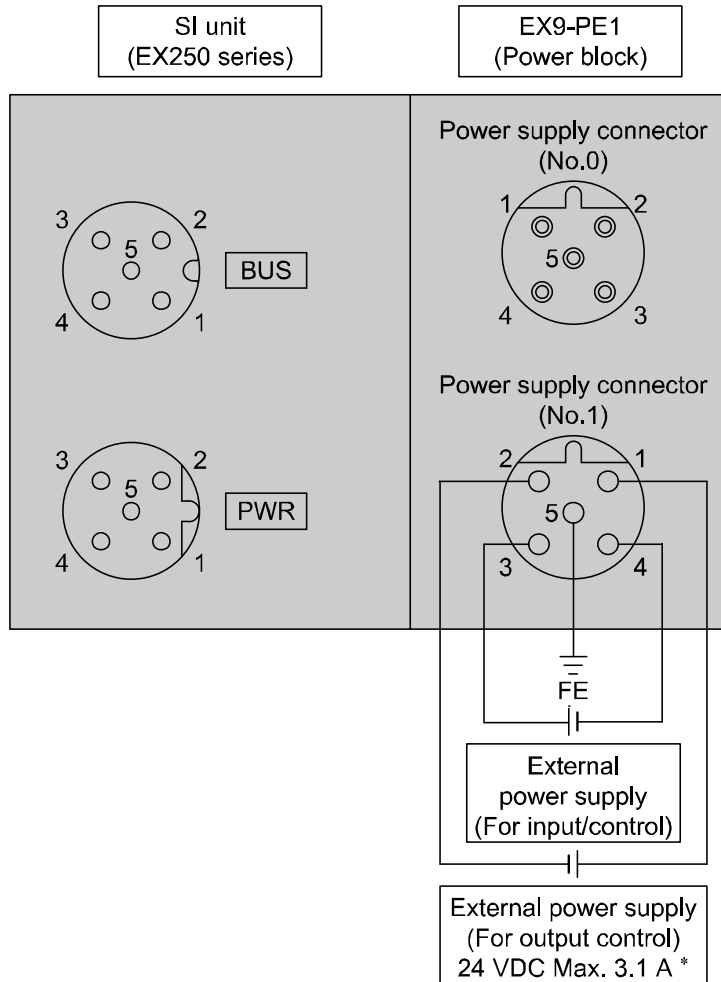 SI unit
(EX250 series)
EX9-PE1
(Power block)
3
2
5
4
1
BUS
3
2
5
4
1
PWR
Power supply connector
(No.0)
1
2
5
4
3
Power supply connector
(No.1)
2
1
5
3
4
FE
External
power supply
(For input/control)
External power supply
(For output control)
24 VDC Max. 3.1 A *